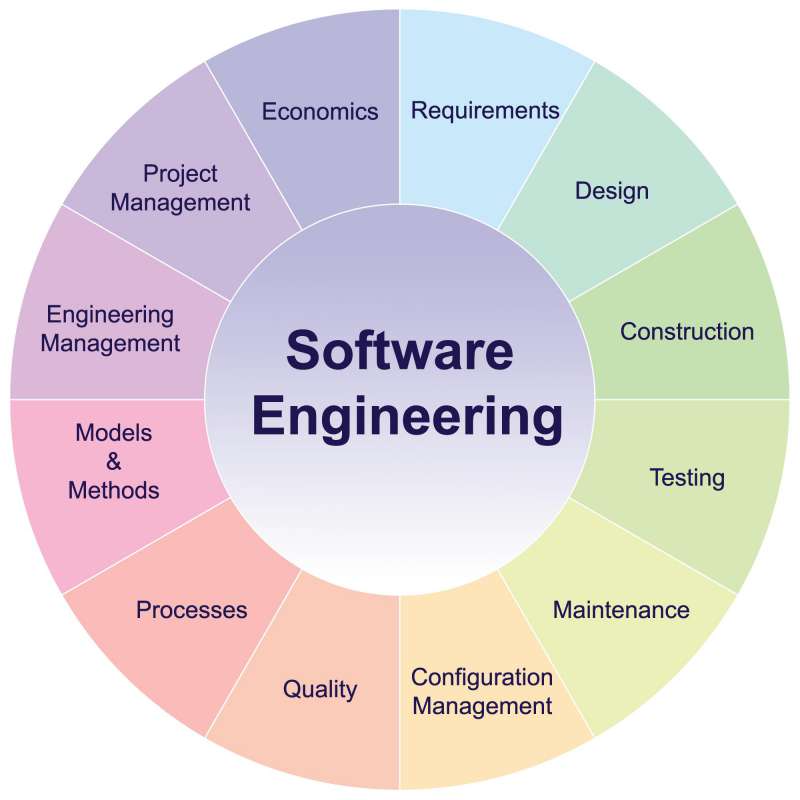 Software
Engineering
Requirements
Design
Construction
Testing
Maintenance
Configuration
Management
Quality
Processes
Models
&
Methods
Engineering
Management
Project
Management
Economics